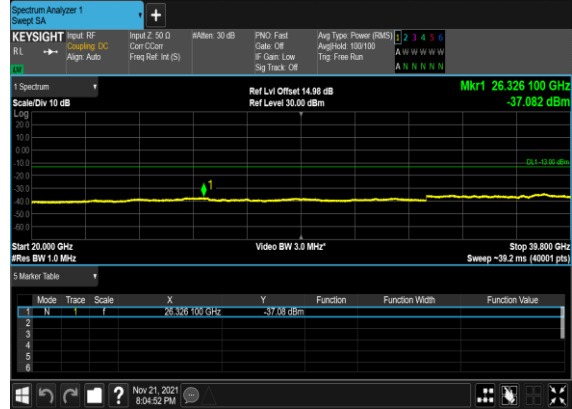 Spectrum Analyzer 1
Swept SA
+
KEYSIGHT Input: RF Input Z: 50 Ω #Atten: 30 dB PNO: Fast Avg Type: Power (RMS) 1 2 3 4 5 6
RL Coupling: DC Corr CCorr Gate: Off Avg|Hold: 100/100 A W W W W W
Align: Auto Freq Ref: Int (S) IF Gain: Low Trig: Free Run
Sig Track: Off A N N N N N
1 Spectrum Ref Lvl Offset 14.98 dB Mkr1 26.326 100 GHz
Scale/Div 10 dB Ref Level 30.00 dBm -37.082 dBm
Log
20.0
10.0
0.00
-10.0 DL1 -13.00 dBm
-20.0
-30.0 1
-40.0
-50.0
-60.0
Start 20.000 GHz Video BW 3.0 MHz* Stop 39.800 GHz
#Res BW 1.0 MHz Sweep ~39.2 ms (40001 pts)
5 Marker Table
Mode Trace Scale X Y Function Function Width Function Value
1 N 1 f 26.326 100 GHz -37.08 dBm
2
3
4
5
6
? Nov 21, 2021
8:04:52 PM